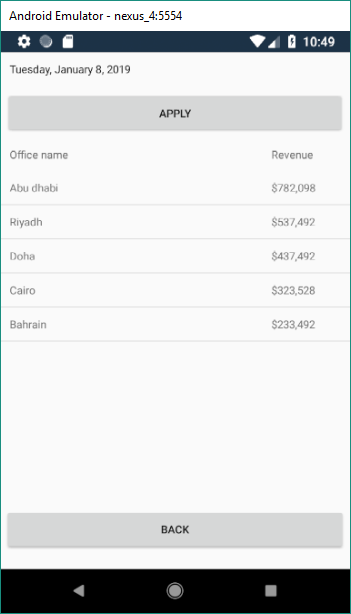 Android Emulator - nexus_4:5554
10:49
Tuesday, January 8, 2019
APPLY
Office name Revenue
Abu dhabi $782,098
Riyadh $537,492
Doha $437,492
Cairo $323,528
Bahrain $233,492
BACK